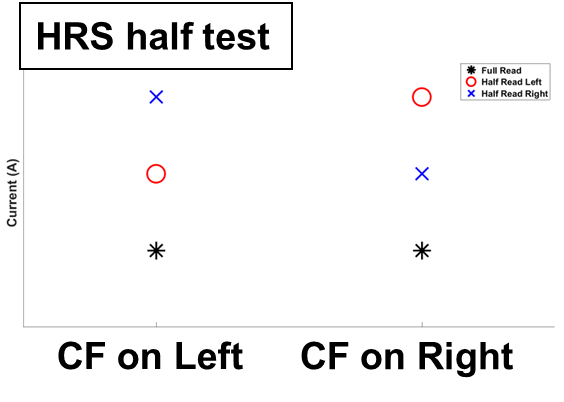 HRS half test
Full Read
Half Read Left
Half Read Right
Current (A)
CF on Left
CF on Right